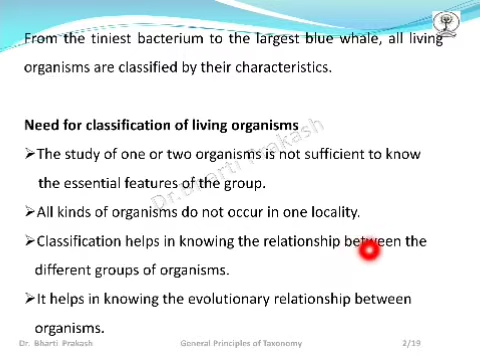 From the tiniest bacterium to the largest blue whale, all living
organisms are classified by their characteristics.
Need for classification of living organisms
➢The study of one or two organisms is not sufficient to know
the essential features of the group.
➢All kinds of organisms do not occur in one locality.
➢Classification helps in knowing the relationship between the
different groups of organisms.
➢It helps in knowing the evolutionary relationship between
organisms.
Dr.Bharti Prakash
Dr. Bharti Prakash General Principles of Taxonomy 2/19